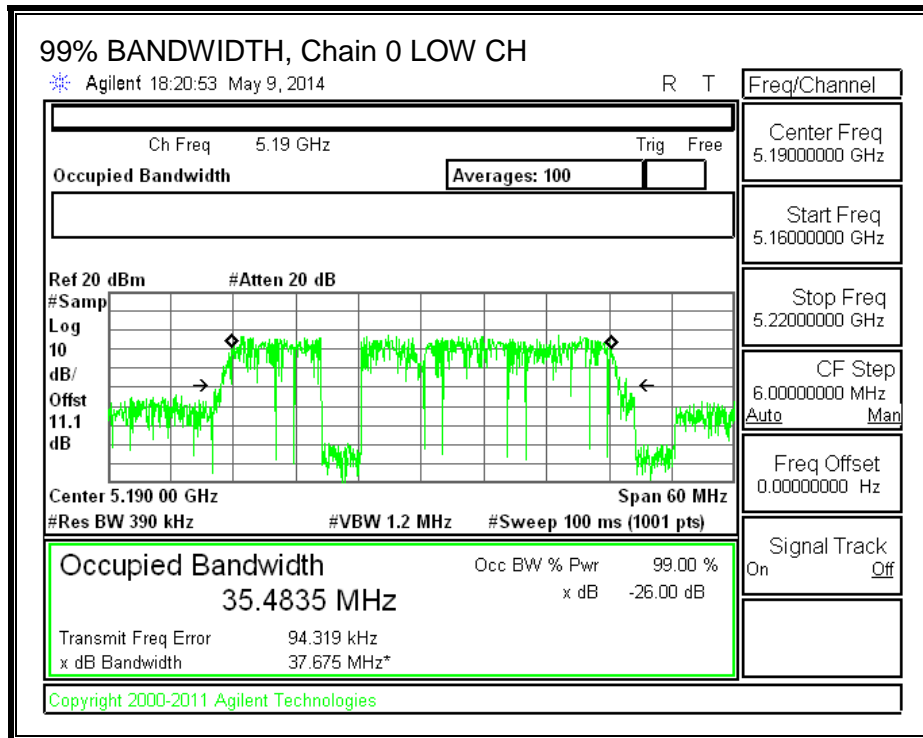 99% BANDWIDTH, Chain 0 LOW CH
Agilent 18:20:53 May 9, 2014 R T
Ch Freq 5.19 GHz Trig Free
Occupied Bandwidth Averages: 100
Ref 20 dBm #Atten 20 dB
#Samp
Log
10
dB/
Offst
11.1
dB
Center 5.190 00 GHz Span 60 MHz
#Res BW 390 kHz #VBW 1.2 MHz #Sweep 100 ms (1001 pts)
Occupied Bandwidth Occ BW % Pwr 99.00 %
35.4835 MHz x dB -26.00 dB
Transmit Freq Error 94.319 kHz
x dB Bandwidth 37.675 MHz*
Copyright 2000-2011 Agilent Technologies
Freq/Channel
Center Freq
5.19000000 GHz
Start Freq
5.16000000 GHz
Stop Freq
5.22000000 GHz
CF Step
6.00000000 MHz
Auto Man
Freq Offset
0.00000000 Hz
Signal Track
On Off